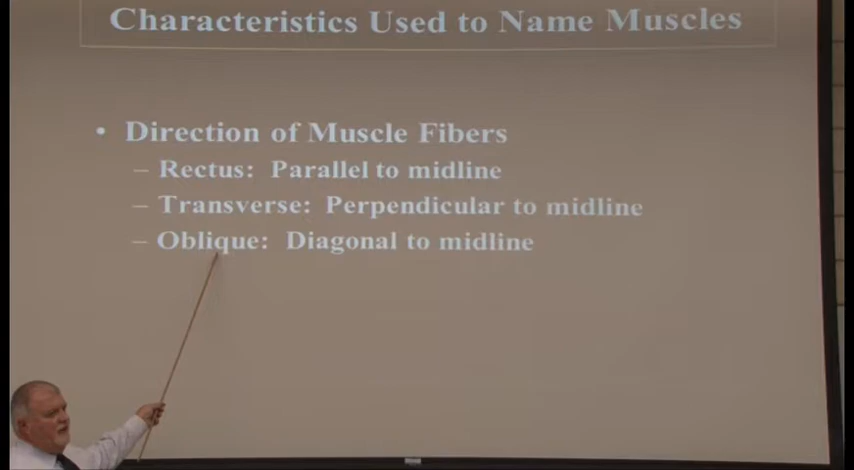 Characteristics Used to Name Muscles
• Direction of Muscle Fibers
– Rectus: Parallel to midline
– Transverse: Perpendicular to midline
– Oblique: Diagonal to midline